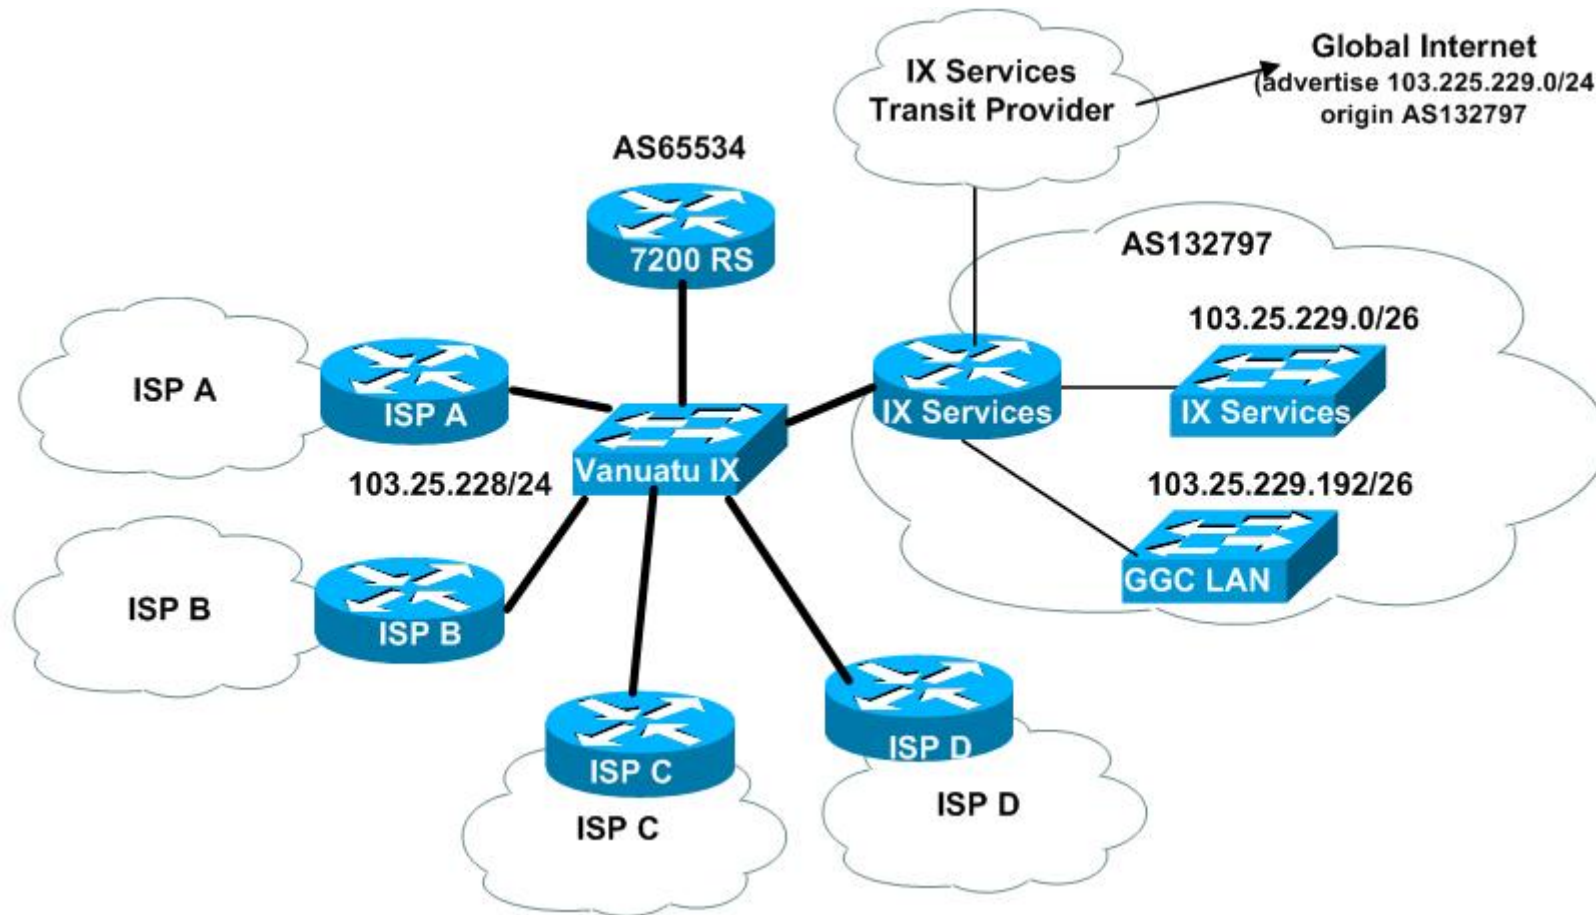 IX Services
Transit Provider
Global Internet
(advertise 103.225.229.0/24
origin AS132797
AS65534
7200 RS
AS132797
103.25.229.0/26
ISP A
ISP A
IX Services
IX Services
Vanuatu IX
103.25.228/24
103.25.229.192/26
GGC LAN
ISP B
ISP B
ISP C
ISP C
ISP D
ISP D